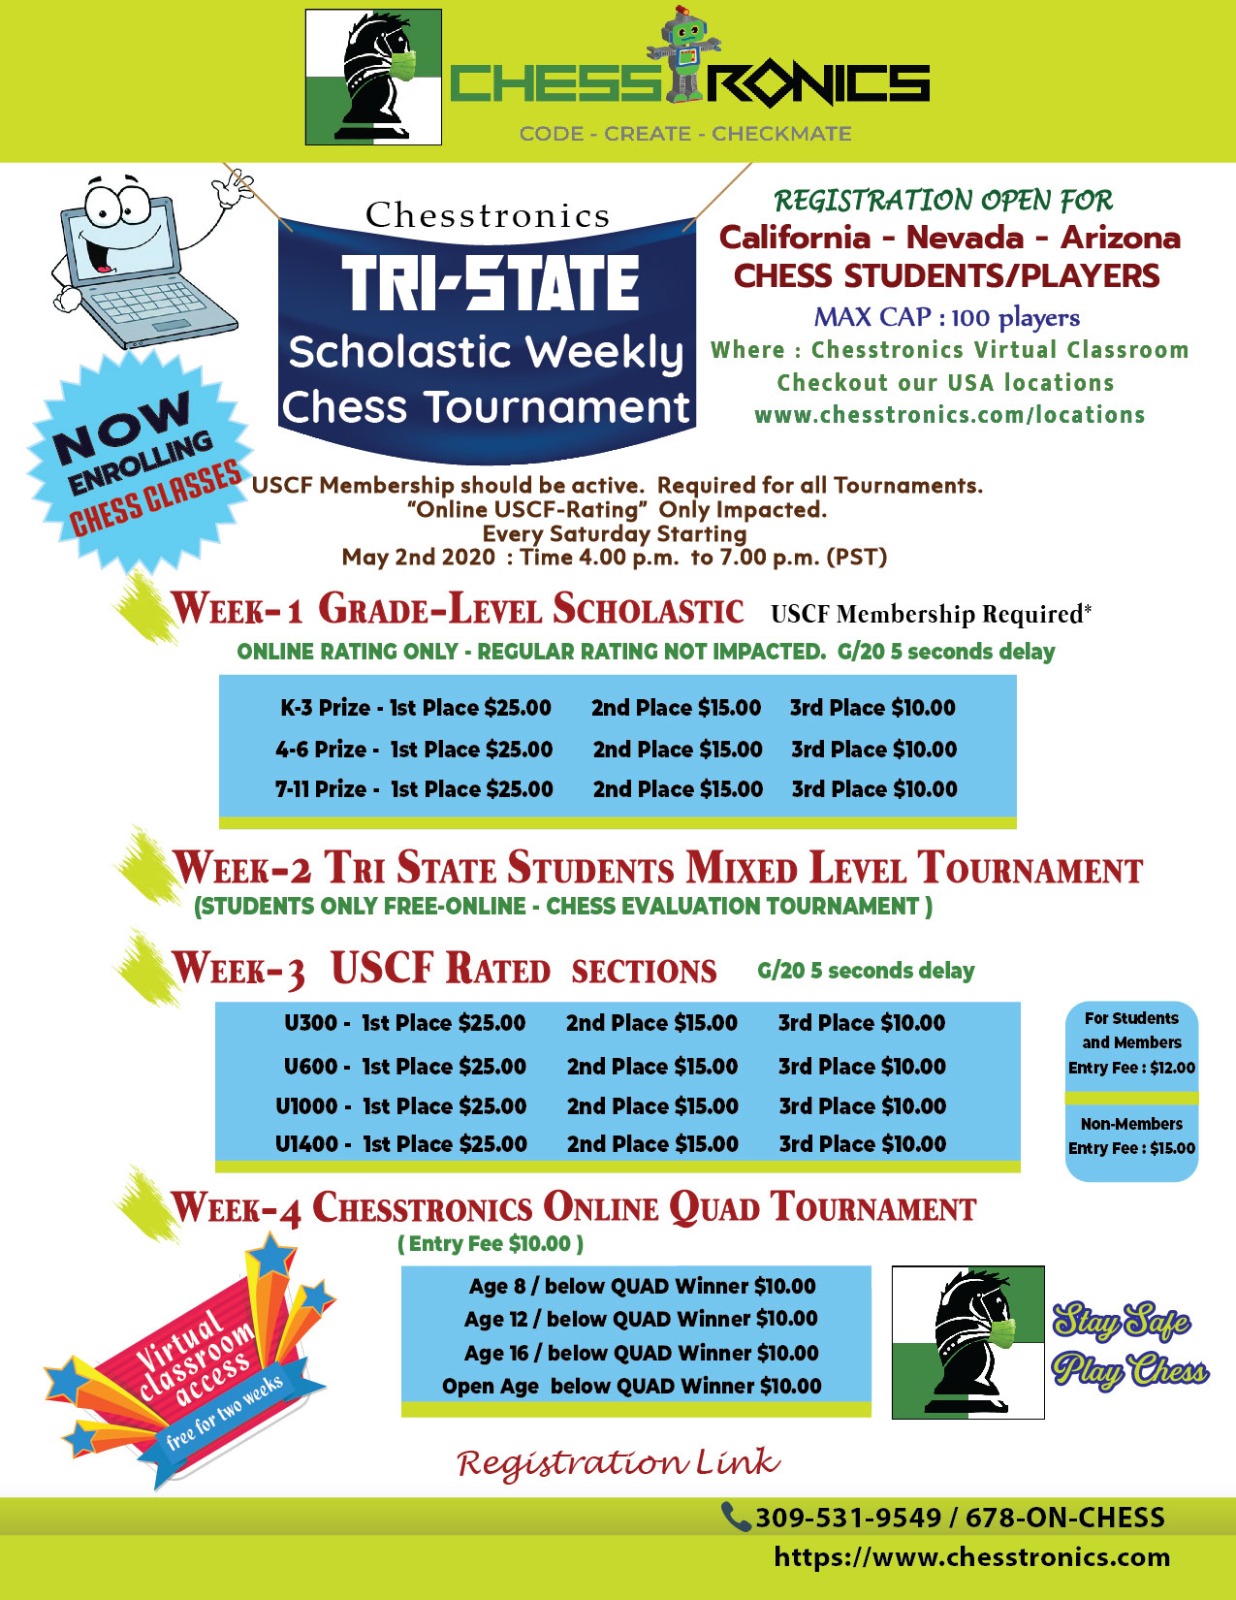 CHESSTRONICS
CODE - CREATE - CHECKMATE
Chesstronics
TRI-STATE
Scholastic Weekly
Chess Tournament
REGISTRATION OPEN FOR
California - Nevada - Arizona
CHESS STUDENTS/PLAYERS
MAX CAP : 100 players
Where : Chesstronics Virtual Classroom
Checkout our USA locations
www.chesstronics.com/locations
NOW
ENROLLING
CHESS CLASSES
USCF Membership should be active. Required for all Tournaments.
“Online USCF-Rating” Only Impacted.
Every Saturday Starting
May 2nd 2020 : Time 4.00 p.m. to 7.00 p.m. (PST)
WEEK-1 GRADE-LEVEL SCHOLASTIC USCF Membership Required*
ONLINE RATING ONLY - REGULAR RATING NOT IMPACTED. G/20 5 seconds delay
K-3 Prize - 1st Place $25.00 2nd Place $15.00 3rd Place $10.00
4-6 Prize - 1st Place $25.00 2nd Place $15.00 3rd Place $10.00
7-11 Prize - 1st Place $25.00 2nd Place $15.00 3rd Place $10.00
WEEK-2 TRI STATE STUDENTS MIXED LEVEL TOURNAMENT
(STUDENTS ONLY FREE-ONLINE - CHESS EVALUATION TOURNAMENT )
WEEK-3 USCF RATED SECTIONS G/20 5 seconds delay
U300 - 1st Place $25.00 2nd Place $15.00 3rd Place $10.00
U600 - 1st Place $25.00 2nd Place $15.00 3rd Place $10.00
U1000 - 1st Place $25.00 2nd Place $15.00 3rd Place $10.00
U1400 - 1st Place $25.00 2nd Place $15.00 3rd Place $10.00
For Students
and Members
Entry Fee : $12.00
Non-Members
Entry Fee : $15.00
WEEK-4 CHESSTRONICS ONLINE QUAD TOURNAMENT
( Entry Fee $10.00 )
Age 8 / below QUAD Winner $10.00
Age 12 / below QUAD Winner $10.00
Age 16 / below QUAD Winner $10.00
Open Age below QUAD Winner $10.00
Virtual
classroom
access
free for two weeks
Stay Safe
Play Chess
Registration Link
309-531-9549 / 678-ON-CHESS
https://www.chesstronics.com